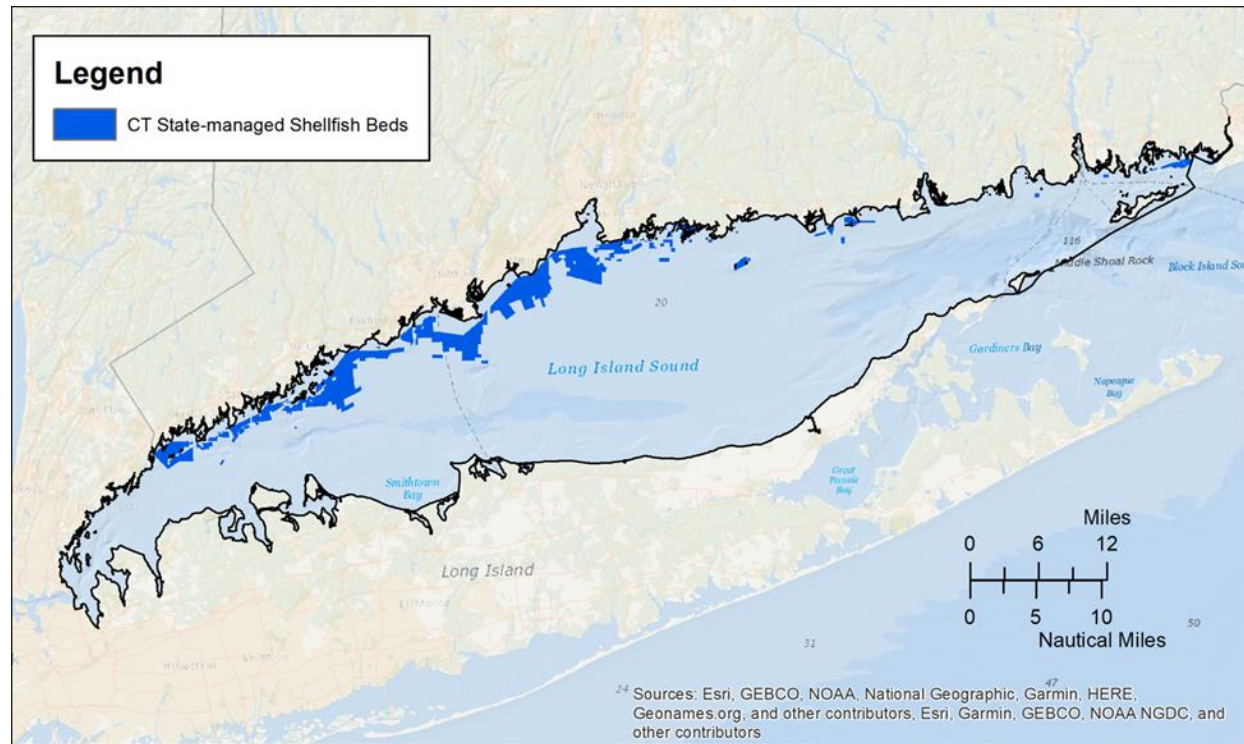 Legend
CT State-managed Shellfish Beds
116
Middle Shoal Rock
20
Long Island Sound
Gardiners Bay
Napeague
Bay
Smithtown
Bay
Great
Peconic
Bay
Long Island
Miles
0 6 12
0 5 10
Nautical Miles
50
31
47
24
Sources: Esri, GEBCO, NOAA, National Geographic, Garmin, HERE,
Geonames.org, and other contributors, Esri, Garmin, GEBCO, NOAA NGDC, and
other contributors